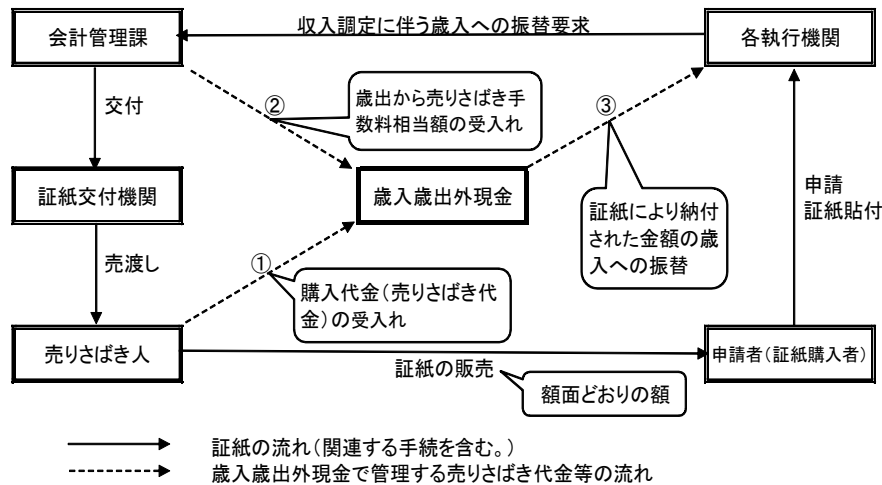 収入調定に伴う歳入への振替要求
会計管理課
各執行機関
交付
②
歳出から売りさばき手
数料相当額の受入れ
③
証紙交付機関
歳入歳出外現金
証紙により納付
された金額の歳
入への振替
申請
証紙貼付
売渡し
①
購入代金（売りさばき代
金）の受入れ
売りさばき人
申請者（証紙購入者）
証紙の販売
額面どおりの額
証紙の流れ（関連する手続を含む。）
歳入歳出外現金で管理する売りさばき代金等の流れ